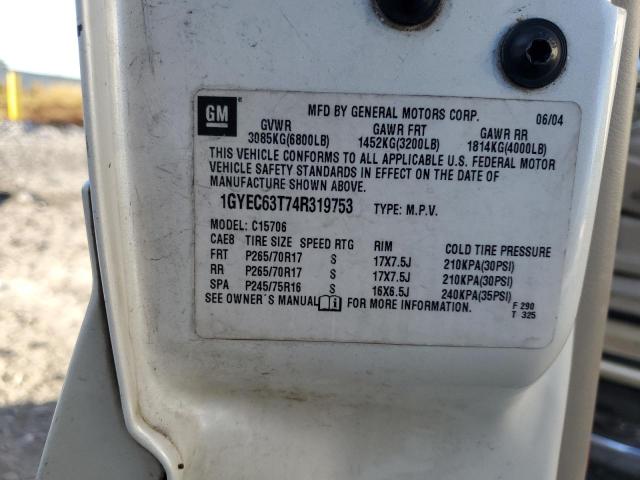 GM
MFD BY GENERAL MOTORS CORP. 06/04
GVWR GAWR FRT GAWR RR
3085KG(6800LB) 1452KG(3200LB) 1814KG(4000LB)
THIS VEHICLE CONFORMS TO ALL APPLICABLE U.S. FEDERAL MOTOR
VEHICLE SAFETY STANDARDS IN EFFECT ON THE DATE OF
MANUFACTURE SHOWN ABOVE.
1GYEC63T74R319753 TYPE: M.P.V.
MODEL: C15706
CAE8 TIRE SIZE SPEED RTG RIM COLD TIRE PRESSURE
FRT P265/70R17 S 17X7.5J 210KPA(30PSI)
RR P265/70R17 S 17X7.5J 210KPA(30PSI)
SPA P245/75R16 S 16X6.5J 240KPA(35PSI)
SEE OWNER'S MANUAL FOR MORE INFORMATION.
F 290
T 325